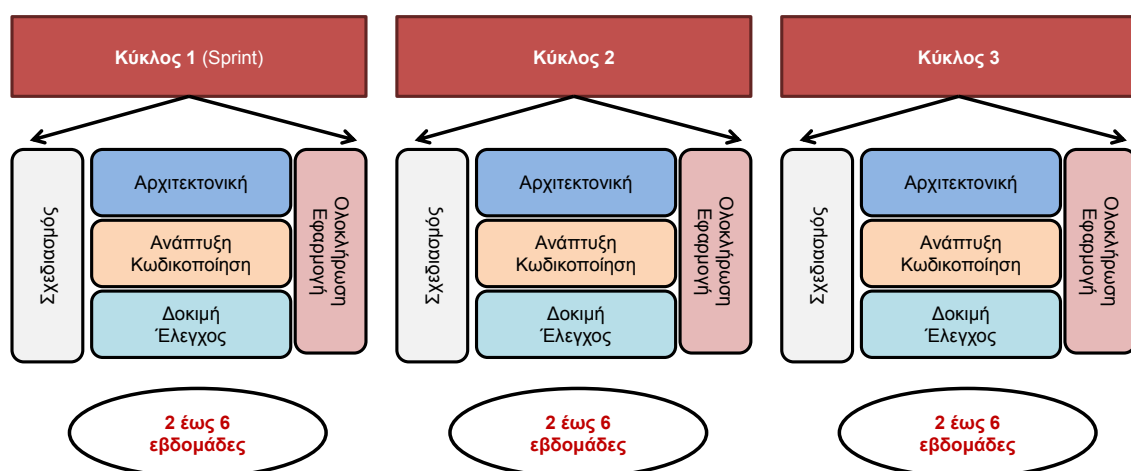 Κύκλος 1 (Sprint)
Σχεδιασμός
Αρχιτεκτονική
Ανάπτυξη
Κωδικοποίηση
Δοκιμή
Έλεγχος
Ολοκλήρωση
Εφαρμογή
2 έως 6
εβδομάδες
Κύκλος 2
Σχεδιασμός
Αρχιτεκτονική
Ανάπτυξη
Κωδικοποίηση
Δοκιμή
Έλεγχος
Ολοκλήρωση
Εφαρμογή
2 έως 6
εβδομάδες
Κύκλος 3
Σχεδιασμός
Αρχιτεκτονική
Ανάπτυξη
Κωδικοποίηση
Δοκιμή
Έλεγχος
Ολοκλήρωση
Εφαρμογή
2 έως 6
εβδομάδες